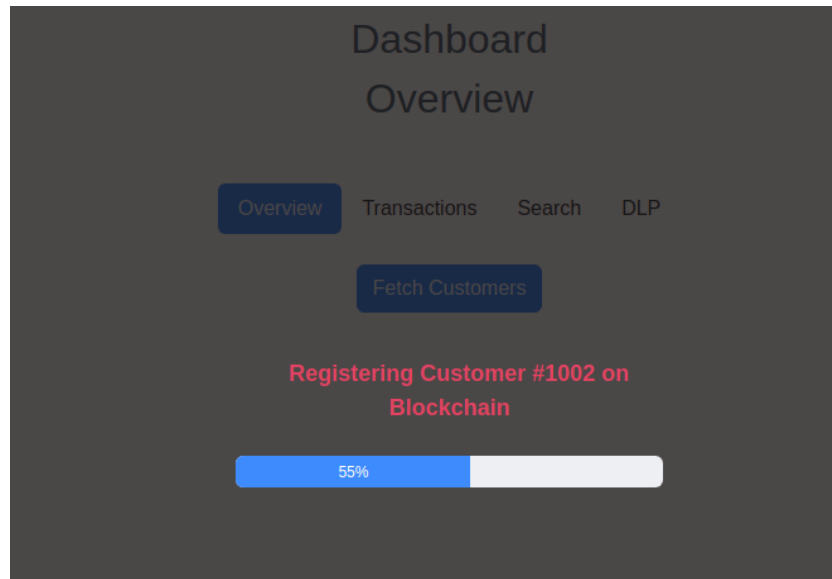 Dashboard
Overview
Overview Transactions Search DLP
Fetch Customers
Registering Customer #1002 on
Blockchain
55%